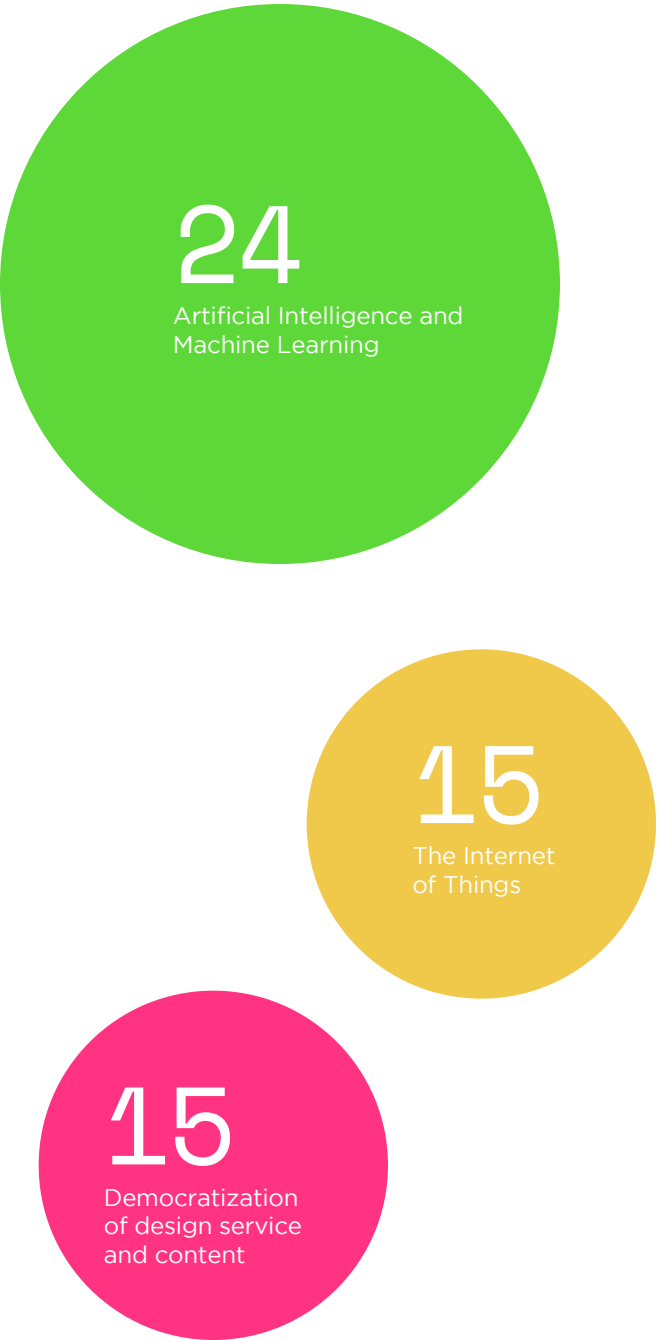 24
Artificial Intelligence and
Machine Learning
15
The Internet
of Things
15
Democratization
of design service
and content